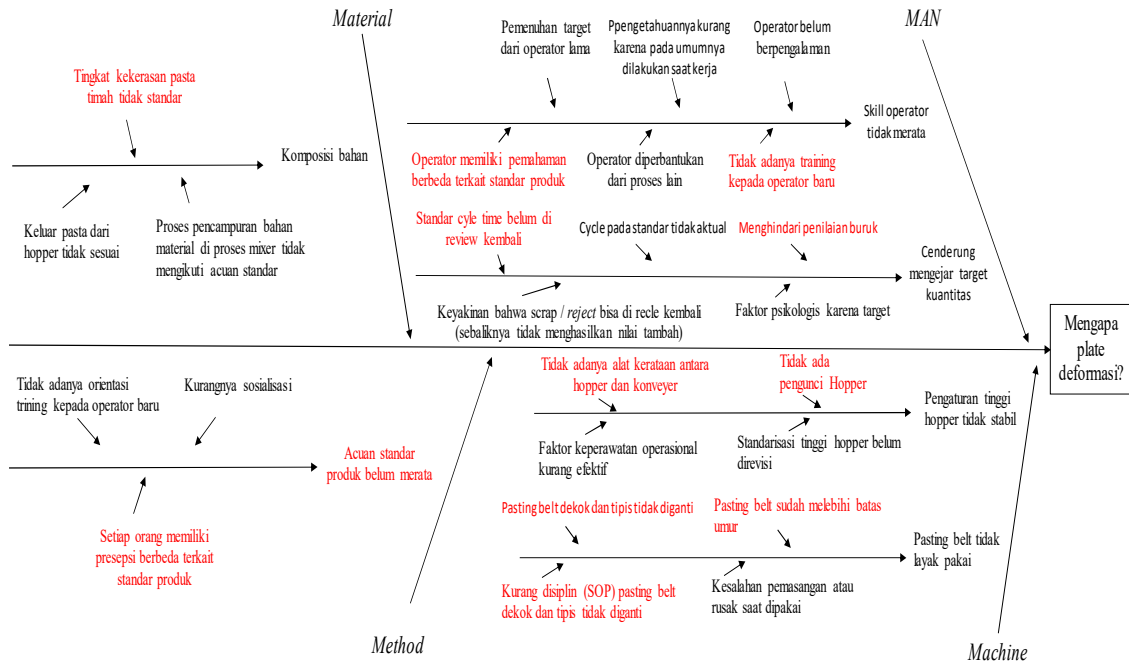 Material
MAN
Tingkat kekerasan pasta
timah tidak standar
Komposisi bahan
Keluar pasta dari
hopper tidak sesuai
Proses pencampuran bahan
material di proses mixer tidak
mengikuti acuan standar
Pemenuhan target
dari operator lama
Ppengetahuannya kurang
karena pada umumnya
dilakukan saat kerja
Operator belum
berpengalaman
Skill operator
tidak merata
Operator memiliki pemahaman
berbeda terkait standar produk
Operator diperbantukan
dari proses lain
Tidak adanya training
kepada operator baru
Standar cyle time belum di
review kembali
Cycle pada standar tidak aktual
Menghindari penilaian buruk
Cenderung
mengejar target
kuantitas
Keyakinan bahwa scrap / reject bisa di recle kembali
(sebaliknya tidak menghasilkan nilai tambah)
Faktor psikologis karena target
Mengapa
plate
deformasi?
Tidak adanya orientasi
trining kepada operator baru
Kurangnya sosialisasi
Acuan standar
produk belum merata
Setiap orang memiliki
presepsi berbeda terkait
standar produk
Tidak adanya alat kerataan antara
hopper dan konveyer
Tidak ada
pengunci Hopper
Pengaturan tinggi
hopper tidak stabil
Faktor keperawatan operasional
kurang efektif
Standarisasi tinggi hopper belum
direvisi
Pasting belt dekok dan tipis tidak diganti
Pasting belt sudah melebihi batas
umur
Pasting belt tidak
layak pakai
Kurang disiplin (SOP) pasting belt
dekok dan tipis tidak diganti
Kesalahan pemasangan atau
rusak saat dipakai
Method
Machine